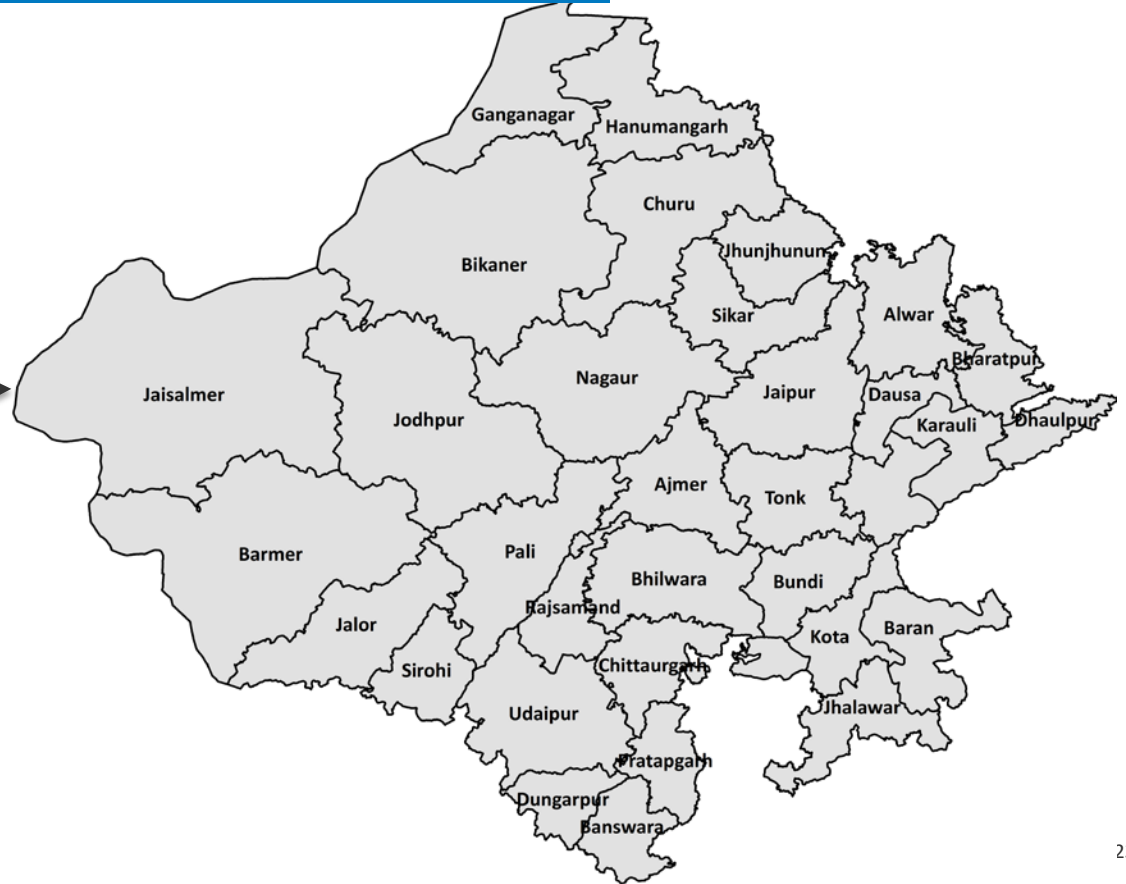 Ganganagar
Hanumangarh
Churu
Jhunjhunun
Bikaner
Sikar
Alwar
Bharatpur
Nagaur
Jaipur
Dausa
Jaisalmer
Jodhpur
Karauli
Dhaulpur
Ajmer
Tonk
Barmer
Pali
Bhilwara
Bundi
Rajsamand
Jalor
Kota
Baran
Sirohi
Chittaurgarh
Udaipur
Jhalawar
Pratapgarh
Dungarpur
Banswara
2